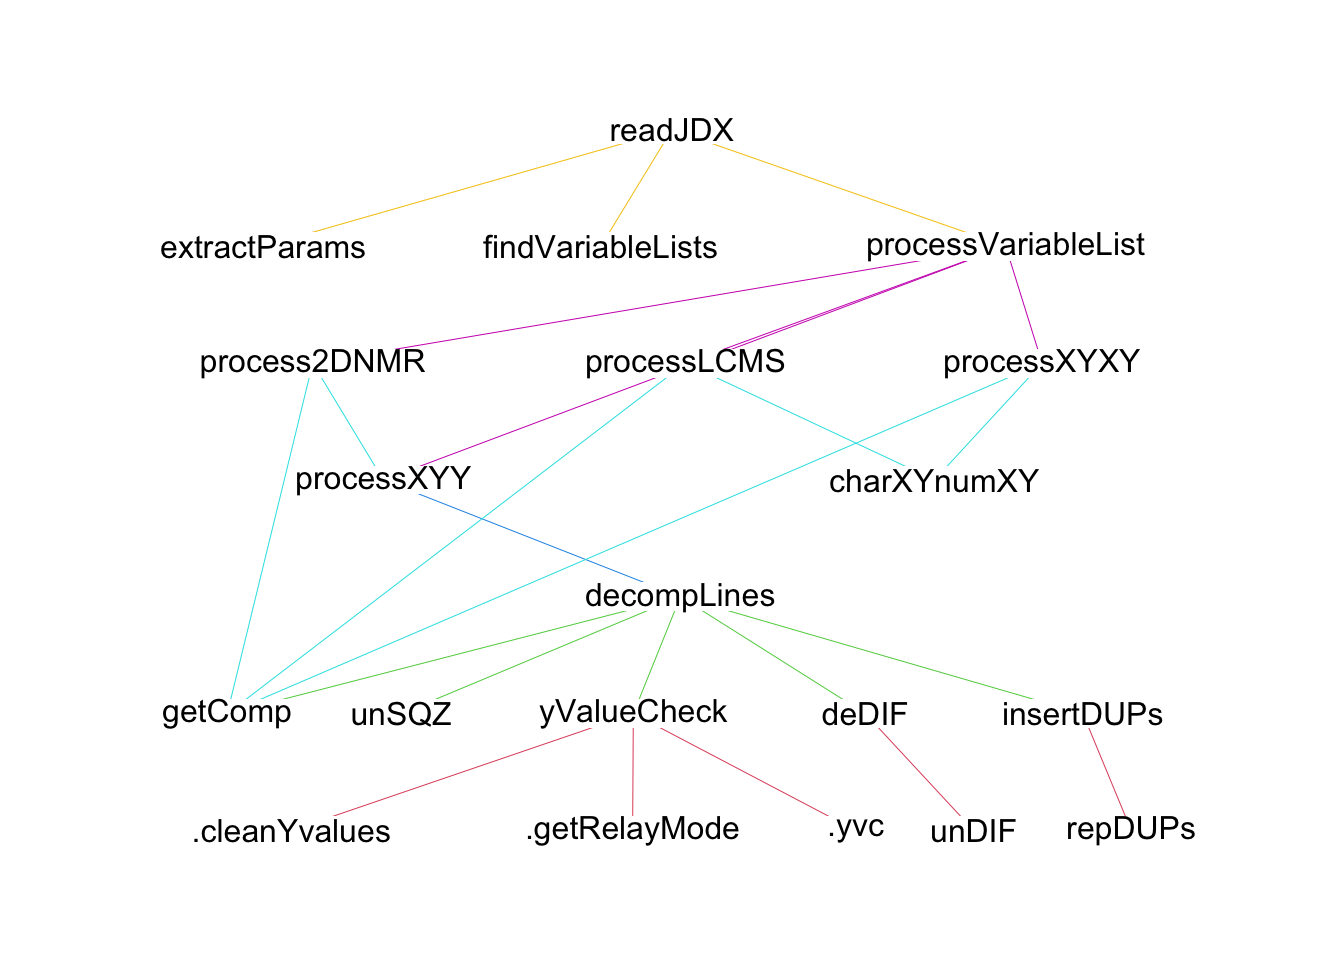 readJDX
extractParams findVariableLists processVariableList
process2DNMR processLCMS processXYXY
processXYY charXYnumXY
decompLines
getComp unSQZ yValueCheck deDIF insertDUPs
.cleanYvalues .getRelayMode .yvc unDIF repDUPs